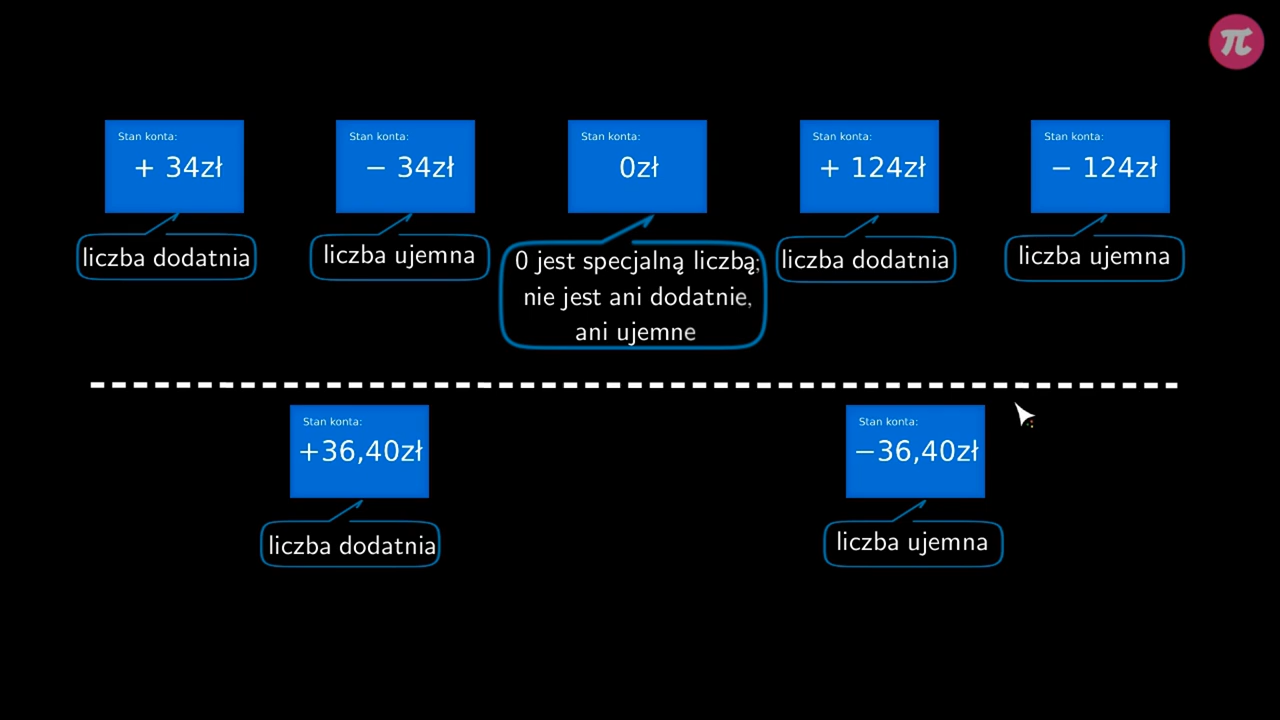 π
Stan konta:
+ 34zł
Stan konta:
− 34zł
Stan konta:
0zł
Stan konta:
+ 124zł
Stan konta:
− 124zł
liczba dodatnia
liczba ujemna
0 jest specjalną liczbą;
nie jest ani dodatnie,
ani ujemne
liczba dodatnia
liczba ujemna
Stan konta:
+36,40zł
Stan konta:
−36,40zł
liczba dodatnia
liczba ujemna